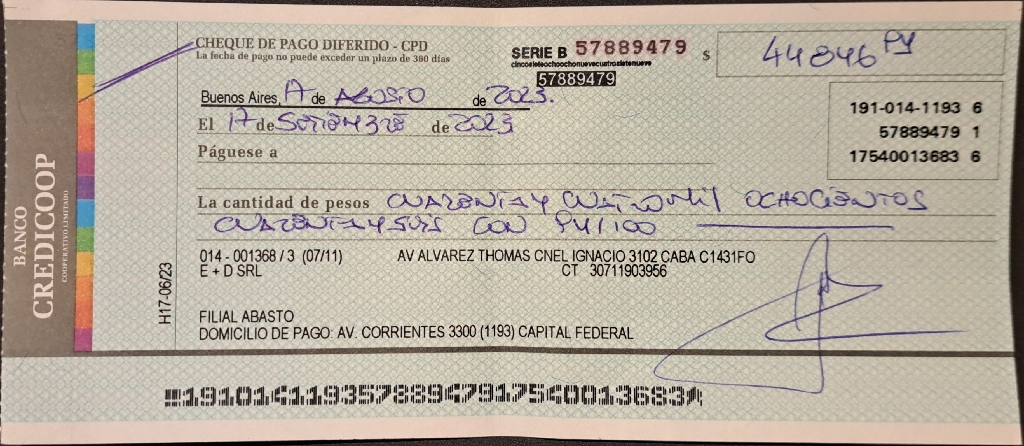 BANCO
CREDICOOP
COOPERATIVO LIMITADO
CHEQUE DE PAGO DIFERIDO - CPD
La fecha de pago no puede exceder un plazo de 360 días
SERIE B 57889479 $ 44846
cincosieteochoochonuevecuatrosietenueve
57889479
Buenos Aires, de AGOSTO de 2023.
El 17 de SETIEMBRE de 2023
191-014-1193 6
57889479 1
17540013683 6
Páguese a
La cantidad de pesos CUARENTA Y CUATRO MIL OCHOCIENTOS
CUARENTA Y SEIS CON /100
H17-06/23
014 - 001368 / 3 (07/11) AV ALVAREZ THOMAS CNEL IGNACIO 3102 CABA C1431FO
E + D SRL CT 30711903956
FILIAL ABASTO
DOMICILIO DE PAGO: AV. CORRIENTES 3300 (1193) CAPITAL FEDERAL
19101411935788947917540013683